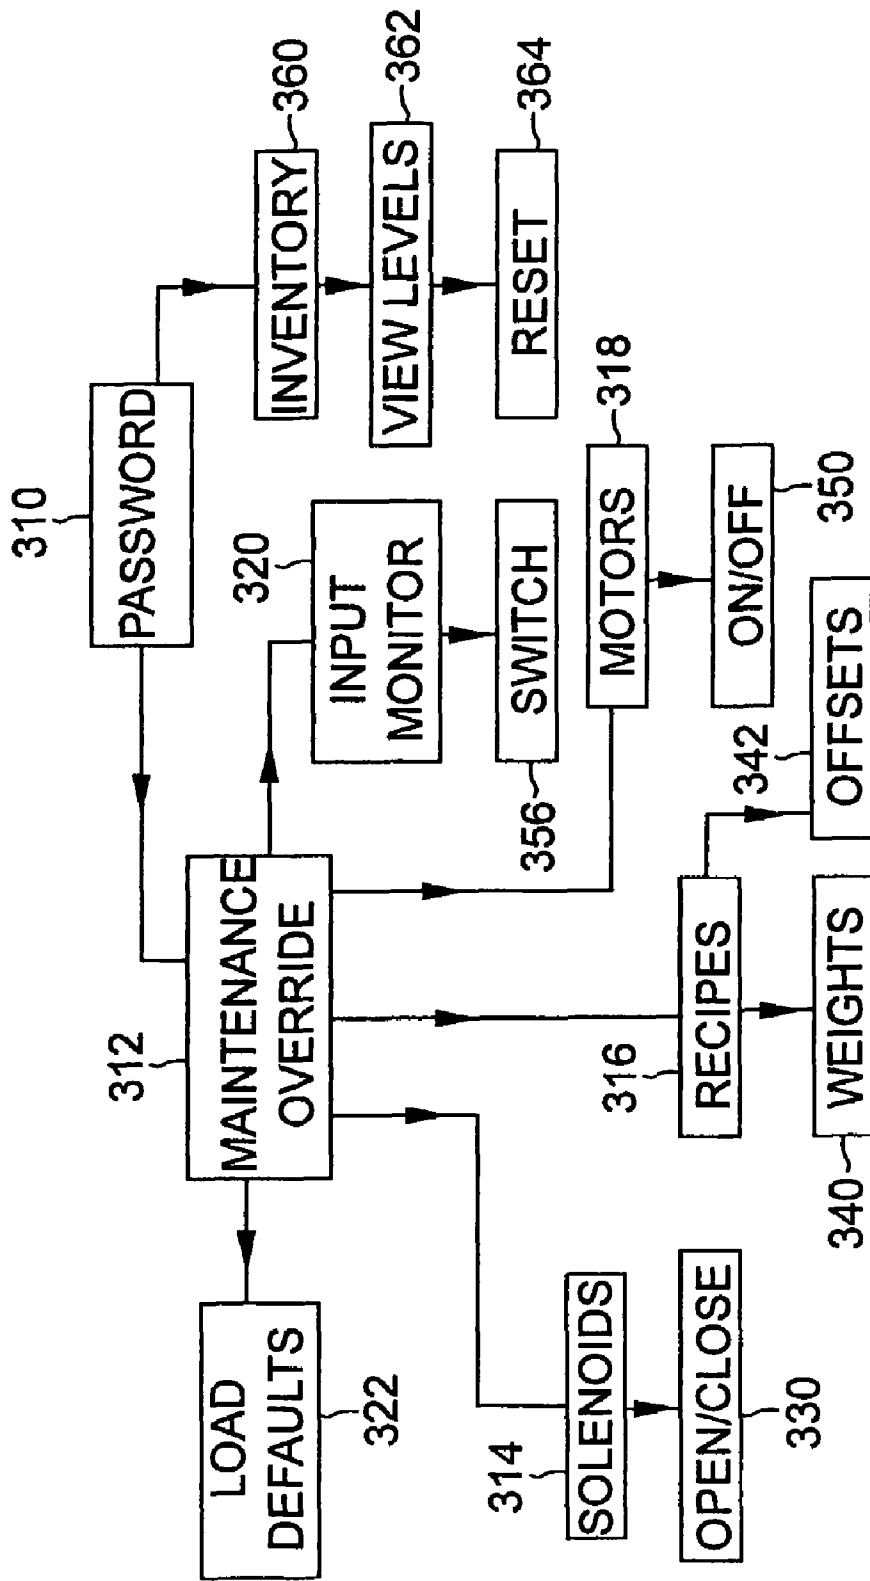 310
PASSWORD
312
MAINTENANCE
OVERRIDE
LOAD
DEFAULTS
322
320
INPUT
MONITOR
SWITCH
356
INVENTORY
360
VIEW LEVELS
362
RESET
364
MOTORS
318
ON/OFF
350
314
SOLENOIDS
OPEN/CLOSE
330
316
RECIPES
WEIGHTS
340
342
OFFSETS